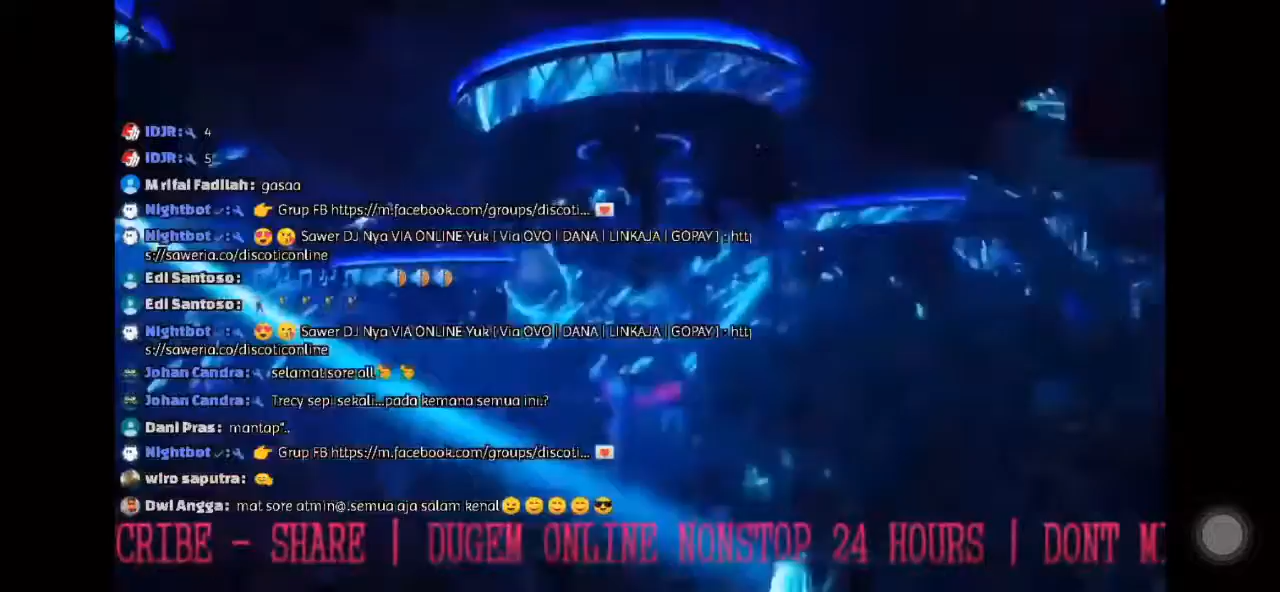 IDJR: 4
IDJR: 5
M rifai Fadilah: gasaa
Nightbot: Grup FB https://m.facebook.com/groups/discoti...
Nightbot: Sawer DJ Nya VIA ONLINE Yuk [ Via OVO | DANA | LINKAJA | GOPAY ] : http
s://saweria.co/discoticonline
Edi Santoso:
Edi Santoso:
Nightbot: Sawer DJ Nya VIA ONLINE Yuk [ Via OVO | DANA | LINKAJA | GOPAY ] : http
s://saweria.co/discoticonline
Johan Candra: selamat sore all
Johan Candra: Trecy sepi sekali...pada kemana semua ini.?
Dani Pras: mantap"..
Nightbot: Grup FB https://m.facebook.com/groups/discoti...
wiro saputra:
Dwi Angga: mat sore atmin@.semua aja salam kenal
CRIBE - SHARE | DUGEM ONLINE NONSTOP 24 HOURS | DONT M